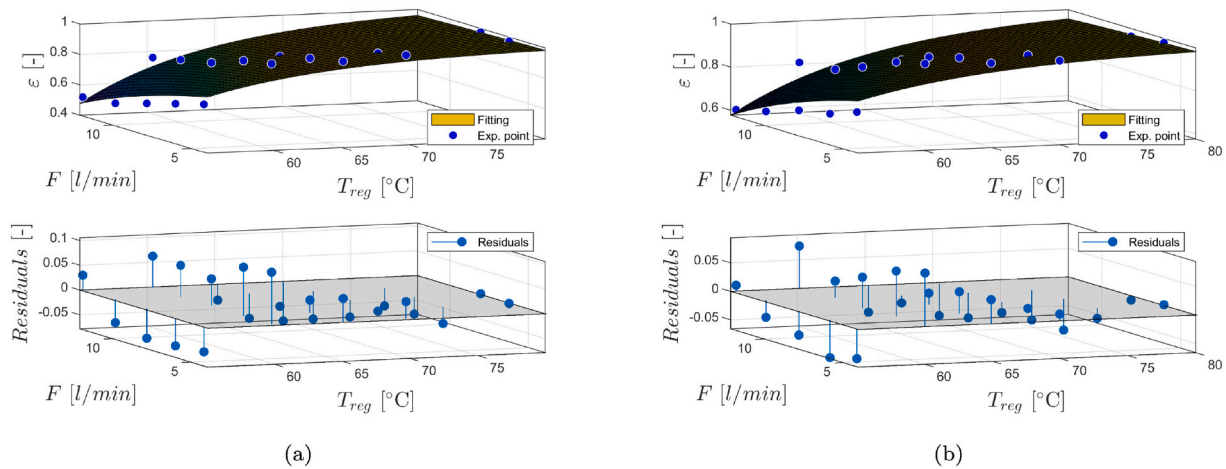 1
0.8
0.6
0.4
ε [-]
10
5
F [l/min]
60
65
70
75
T_reg [°C]
Fitting
Exp. point
1
0.8
0.6
ε [-]
10
5
F [l/min]
60
65
70
75
80
T_reg [°C]
Fitting
Exp. point
0.1
0.05
0
-0.05
Residuals [-]
10
5
F [l/min]
60
65
70
75
T_reg [°C]
Residuals
0.05
0
-0.05
Residuals [-]
10
5
F [l/min]
60
65
70
75
80
T_reg [°C]
Residuals
(a)
(b)